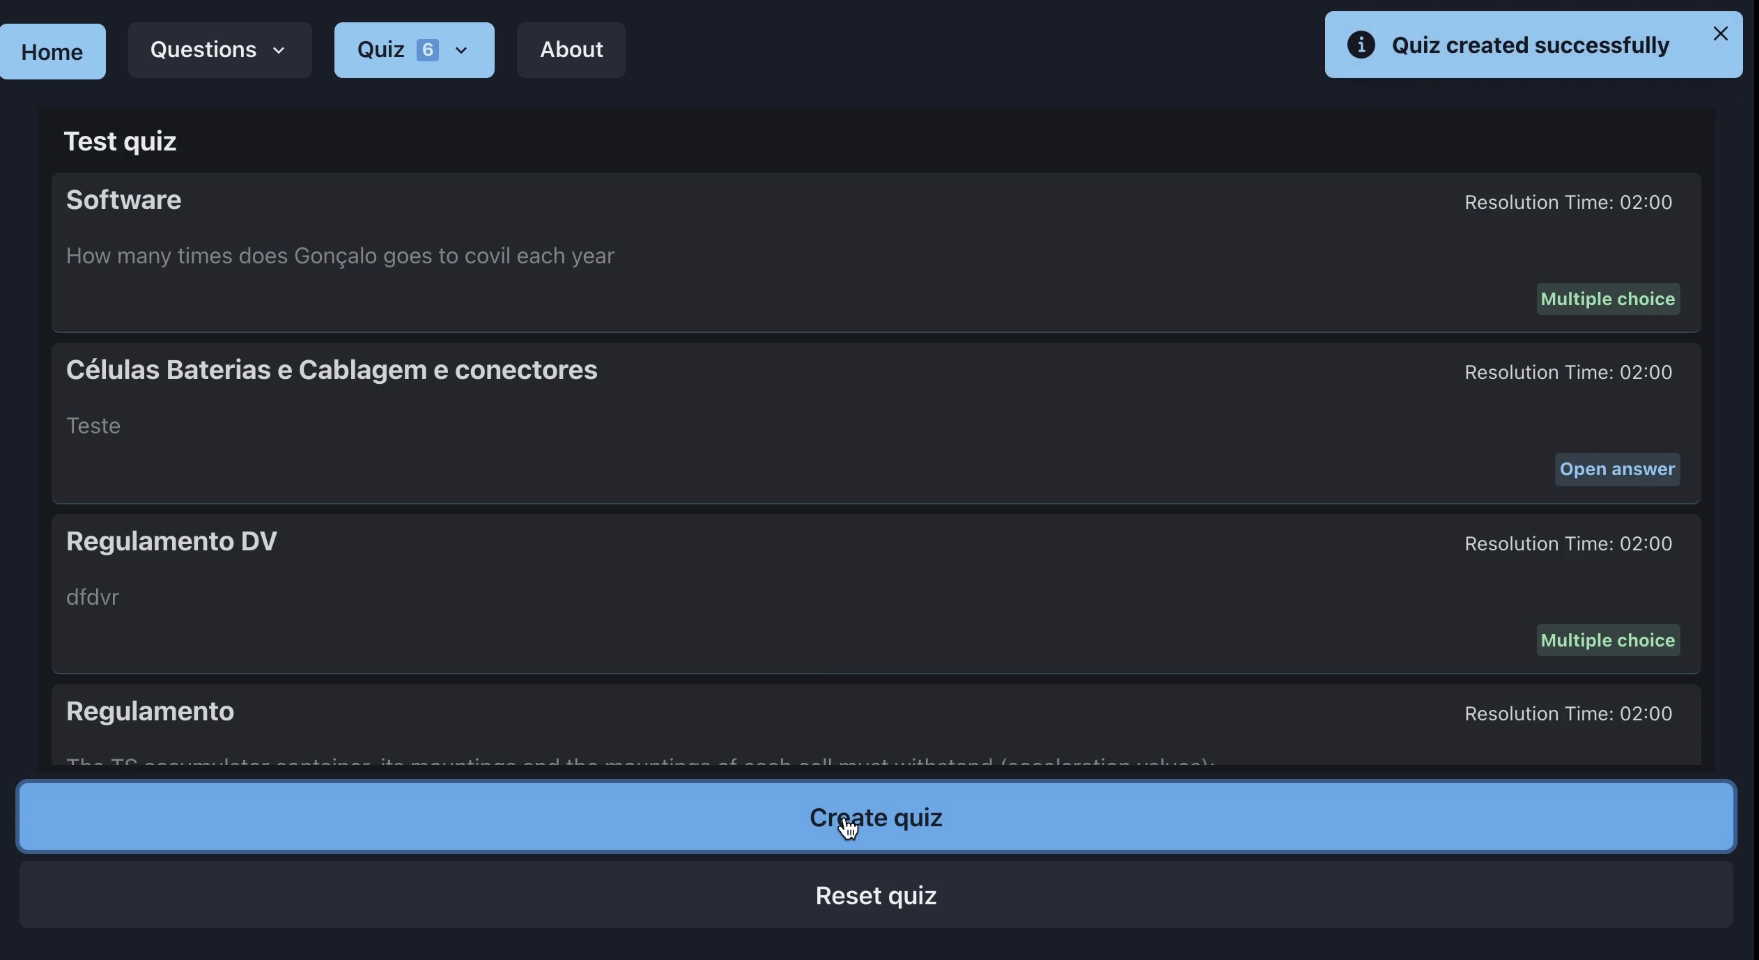 Home
Questions
Quiz 6
About
Quiz created successfully
Test quiz
Software
Resolution Time: 02:00
How many times does Gonçalo goes to covil each year
Multiple choice
Células Baterias e Cablagem e conectores
Resolution Time: 02:00
Teste
Open answer
Regulamento DV
Resolution Time: 02:00
dfdvr
Multiple choice
Regulamento
Resolution Time: 02:00
The TS accumulator container, its mountings and the mountings of each cell must withstand (acceleration values):
Create quiz
Reset quiz